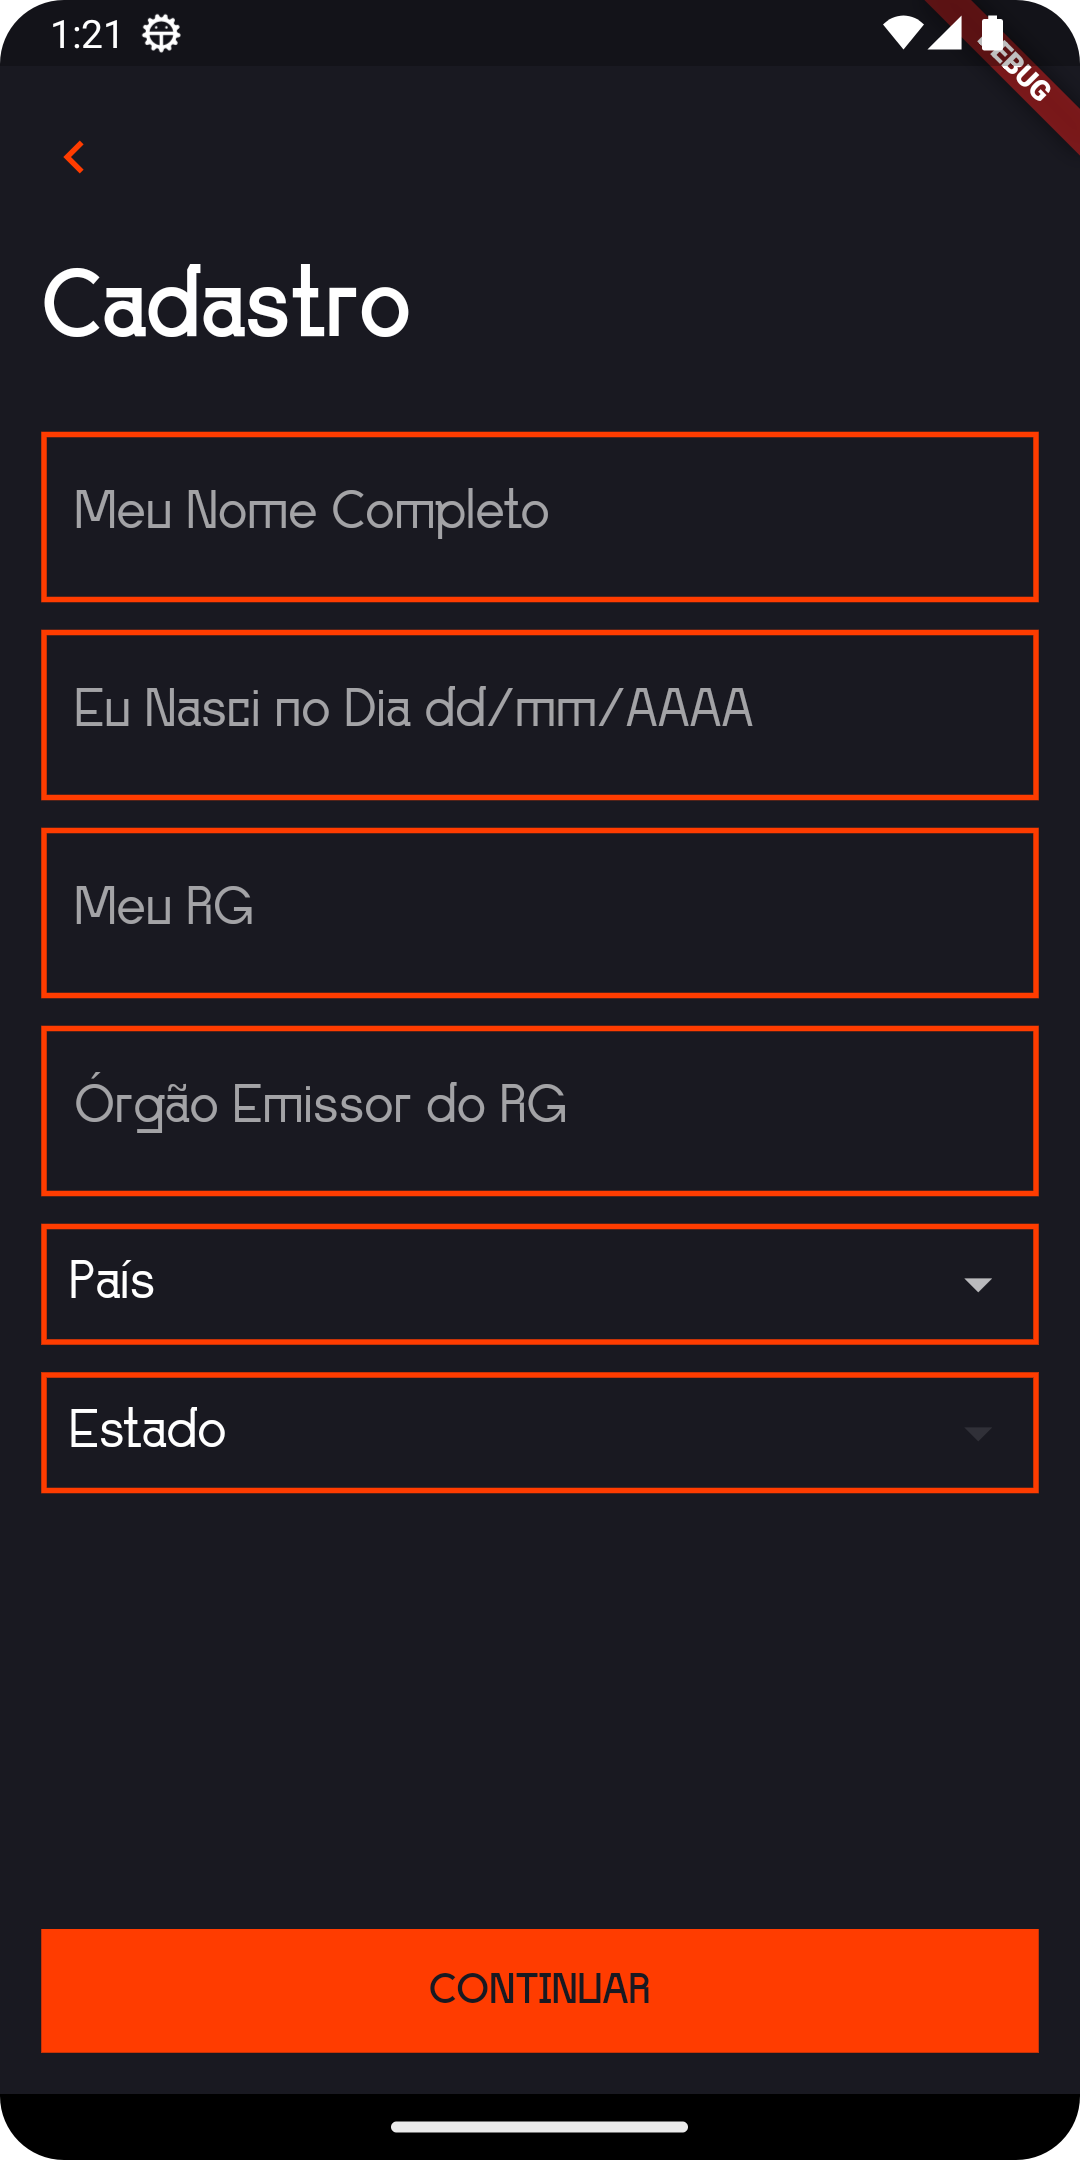 1:21
DEBUG
Cadastro
Meu Nome Completo
Eu Nasci no Dia dd/mm/AAAA
Meu RG
Órgão Emissor do RG
País
Estado
CONTINUAR